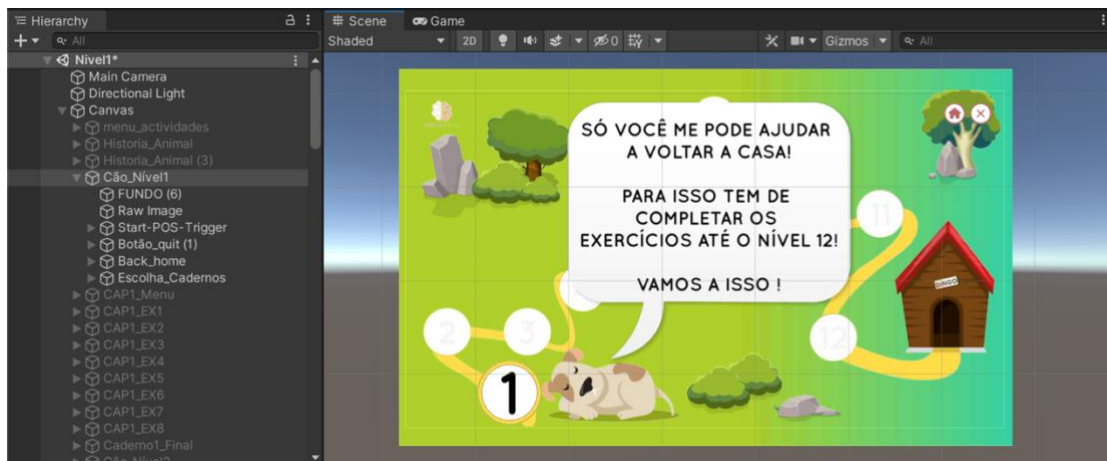 Hierarchy
All
Nivel1*
Main Camera
Directional Light
Canvas
menu_actividades
Historia_Animal
Historia_Animal (3)
Cão_Nível1
FUNDO (6)
Raw Image
Start-POS-Trigger
Botão_quit (1)
Back_home
Escolha_Cadernos
CAP1_Menu
CAP1_EX1
CAP1_EX2
CAP1_EX3
CAP1_EX4
CAP1_EX5
CAP1_EX6
CAP1_EX7
CAP1_EX8
Caderno1_Final
Scene
Game
Shaded
2D
0
Gizmos
All
SÓ VOCÊ ME PODE AJUDAR
A VOLTAR A CASA!
PARA ISSO TEM DE
COMPLETAR OS
EXERCÍCIOS ATÉ O NÍVEL 12!
VAMOS A ISSO !
11
DINGO
2
3
12
1